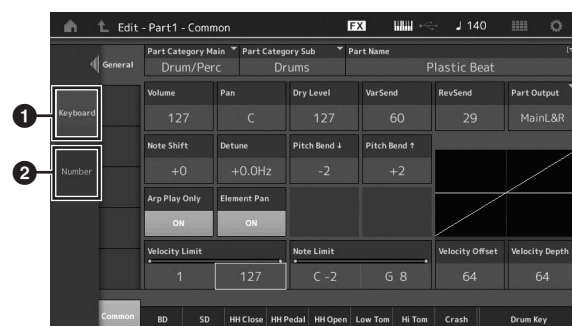 Edit - Part1 - Common
FX
140
General
Part Category Main
Part Category Sub
Part Name
Drum/Perc
Drums
Plastic Beat
1
Keyboard
Volume
Pan
Dry Level
VarSend
RevSend
Part Output
127
C
127
60
29
MainL&R
2
Number
Note Shift
Detune
Pitch Bend ↓
Pitch Bend ↑
+0
+0.0Hz
-2
+2
Arp Play Only
Element Pan
ON
ON
Velocity Limit
Note Limit
Velocity Offset
Velocity Depth
1
127
C -2
G 8
64
64
Common
BD
SD
HH Close
HH Pedal
HH Open
Low Tom
Hi Tom
Crash
Drum Key